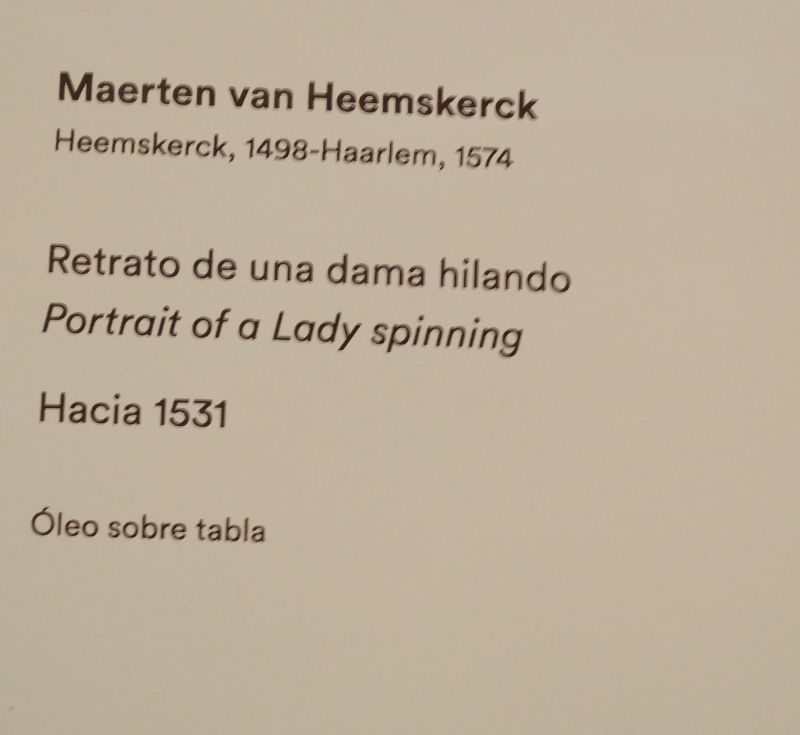 Maerten van Heemskerck
Heemskerck, 1498-Haarlem, 1574
Retrato de una dama hilando
Portrait of a Lady spinning
Hacia 1531
Óleo sobre tabla